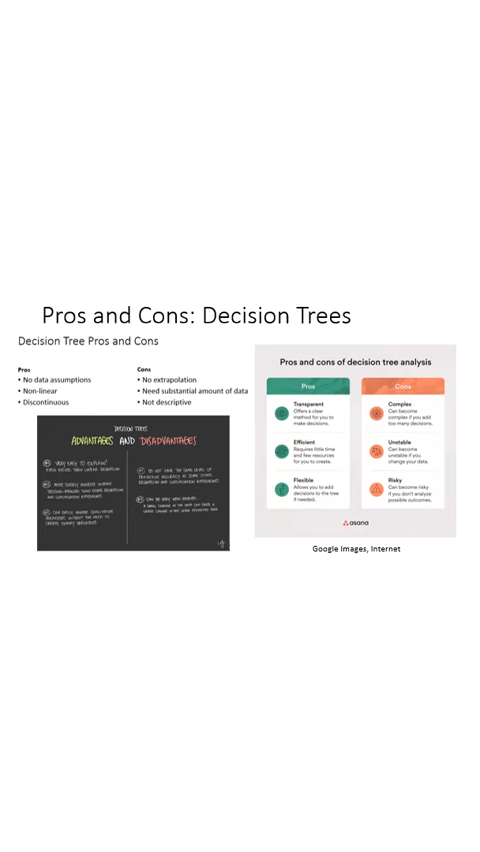 Pros and Cons: Decision Trees
Decision Tree Pros and Cons
Pros
• No data assumptions
• Non-linear
• Discontinuous
Cons
• No extrapolation
• Need substantial amount of data
• Not descriptive
DECISION TREES
ADVANTAGES AND DISADVANTAGES
VERY EASY TO EXPLAIN!
Pros and cons of decision tree analysis
Pros
Transparent
Offers a clear
method for you to
make decisions.
Efficient
Requires little time
and few resources
for you to create.
Flexible
Allows you to add
decisions to the tree
if needed.
Cons
Complex
Can become
complex if you add
too many decisions.
Unstable
Can become
unstable if you
change your data.
Risky
Can become risky
if you don't analyze
possible outcomes.
asana
Google Images, Internet